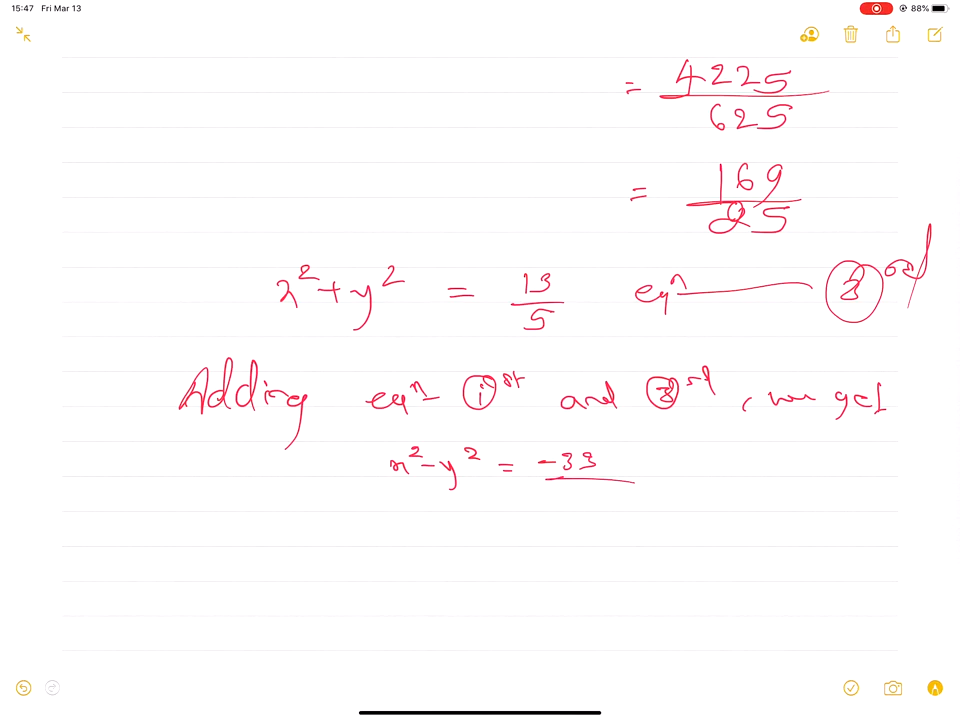 15:47 Fri Mar 13 88%
= 4225/625
= 169/25
x² + y² = 13/5 eqⁿ 3rd
Adding eqⁿ 1st and 3rd, we get
x² - y² = -33